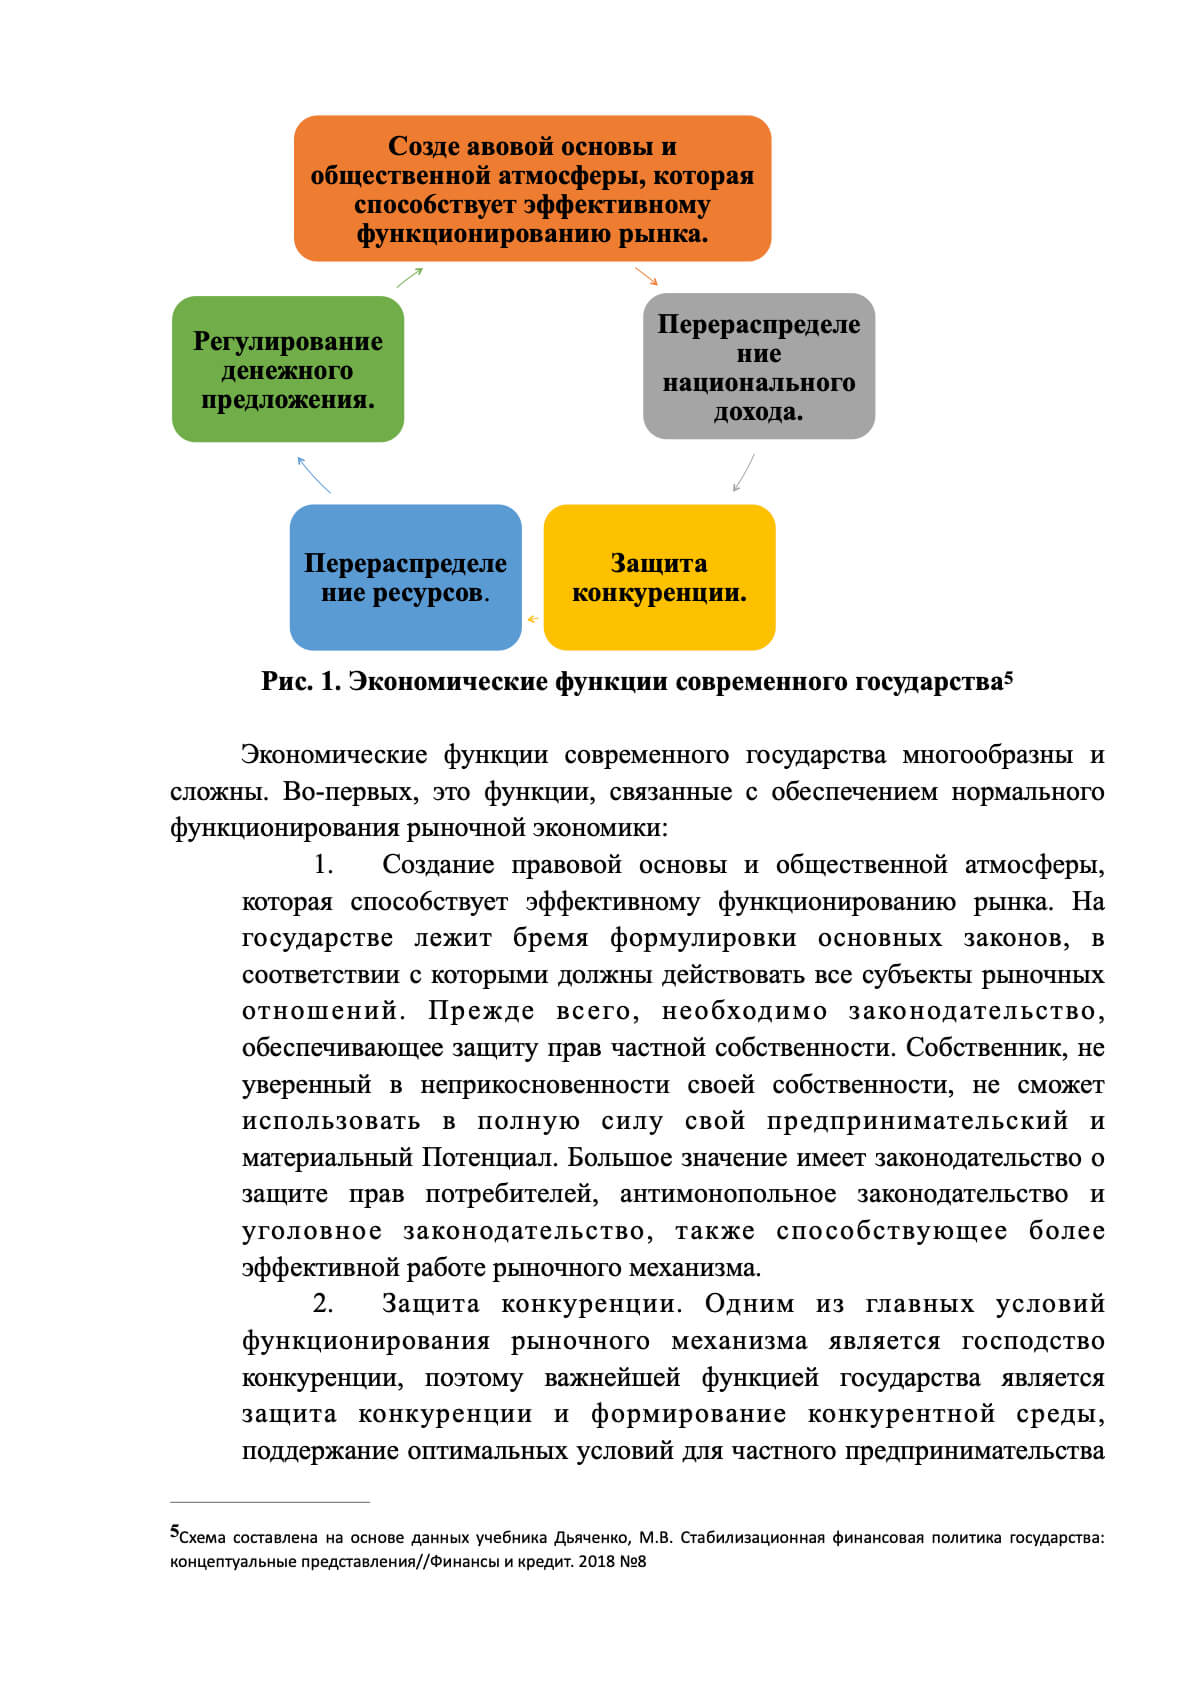 Созде авовой основы и
общественной атмосферы, которая
спосо6ствует эффективному
функционированию рынка.
Регулирование
денежного
предложения.
Перераспределе
ние
национального
дохода.
Перераспределе
ние ресурсов.
Защита
конкуренции.
Рис. 1. Экономические функции современного государства5
Экономические функции современного государства многообразны и
сложны. Во-первых, это функции, связанные с обеспечением нормального
функционирования рыночной экономики:
1. Создание правовой основы и общественной атмосферы,
которая спосо6ствует эффективному функционированию рынка. На
государстве лежит бремя формулировки основных законов, в
соответствии с которыми должны действовать все субъекты рыночных
отношений. Прежде всего, необходимо законодательство,
обеспечивающее защиту прав частной собственности. Собственник, не
уверенный в неприкосновенности своей собственности, не сможет
использовать в полную силу свой предпринимательский и
материальный Потенциал. Большое значение имеет законодательство о
защите прав потребителей, антимонопольное законодательство и
уголовное законодательство, также способствующее более
эффективной работе рыночного механизма.
2. Защита конкуренции. Одним из главных условий
функционирования рыночного механизма является господство
конкуренции, поэтому важнейшей функцией государства является
защита конкуренции и формирование конкурентной среды,
поддержание оптимальных условий для частного предпринимательства
5Схема составлена на основе данных учебника Дьяченко, М.В. Стабилизационная финансовая политика государства:
концептуальные представления//Финансы и кредит. 2018 №8